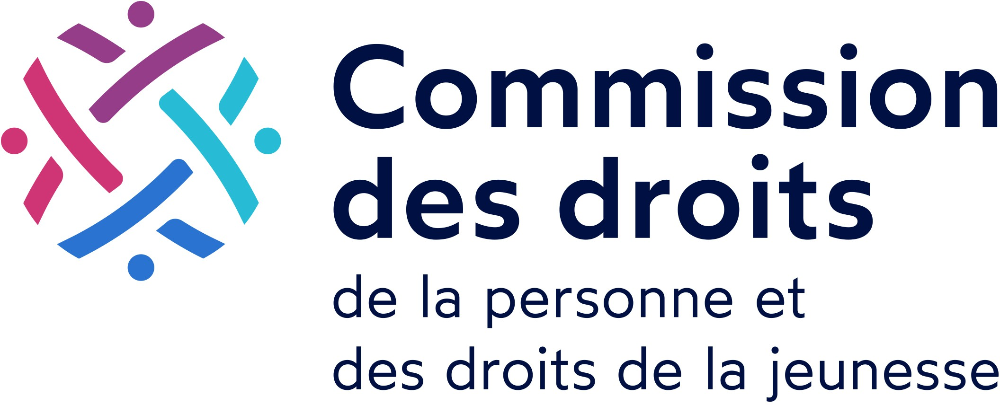 Commission
des droits
de la personne et
des droits de la jeunesse